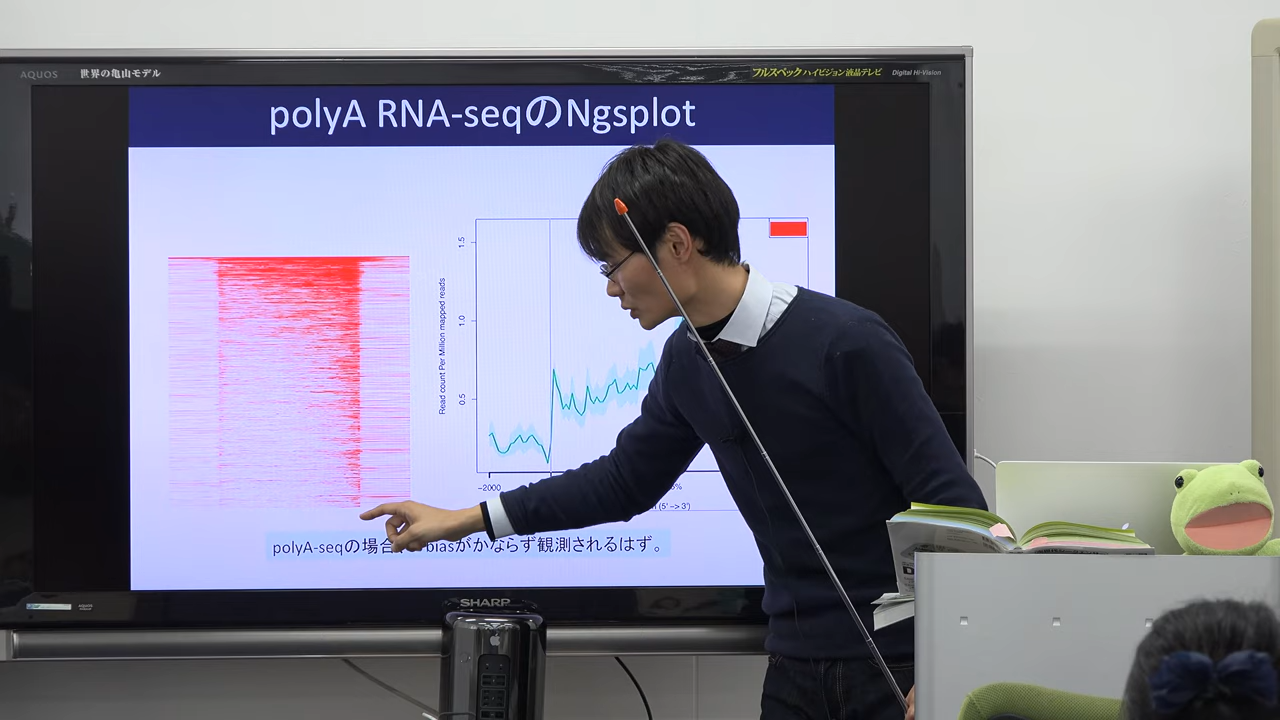 AQUOS 世界の亀山モデル フルスペックハイビジョン液晶テレビ Digital Hi-Vision
polyA RNA-seqのNgsplot
Read count Per Million mapped reads
1.5
1.0
0.5
-2000
(5' -> 3')
polyA-seqの場合 biasがかならず観測されるはず。
SHARP